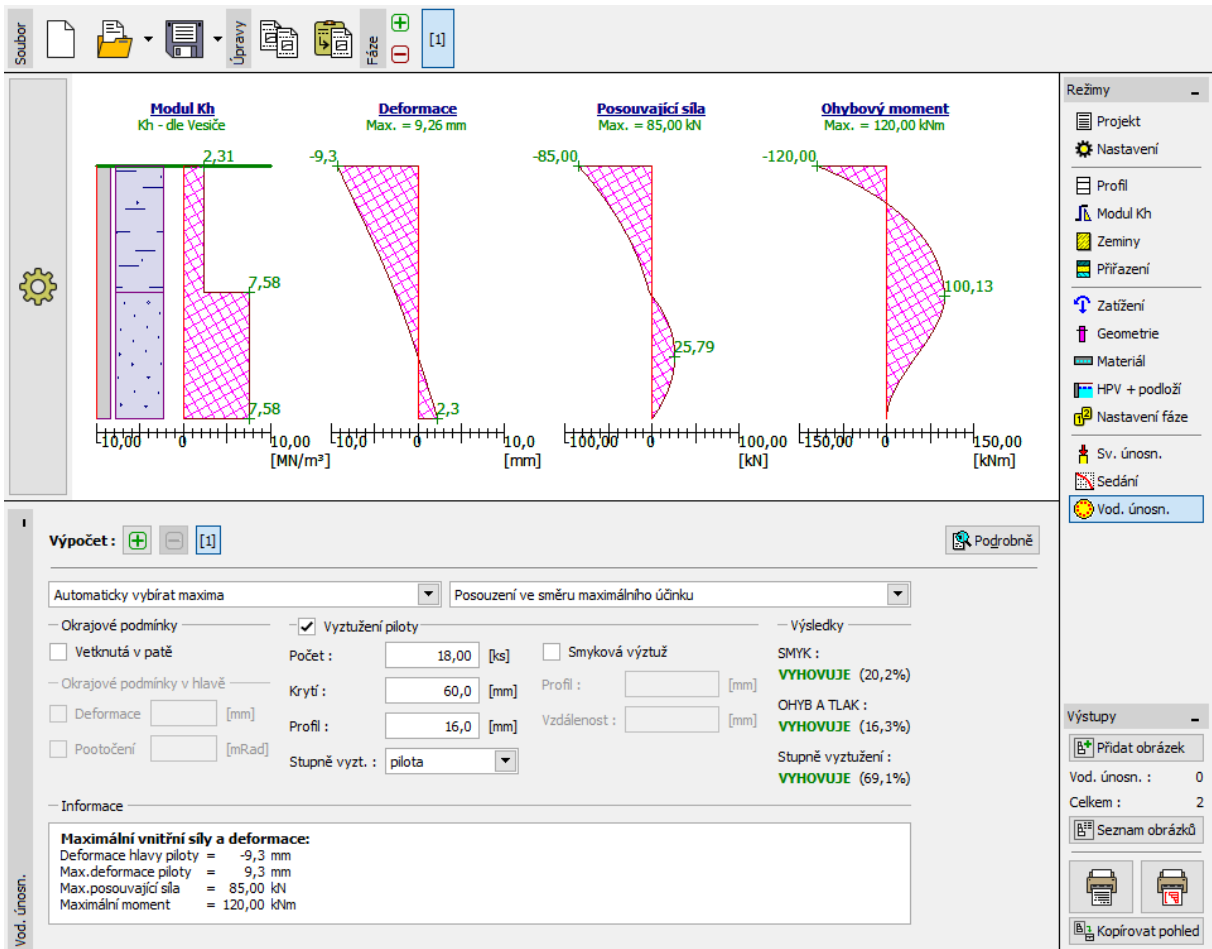 Soubor
Úpravy
Fáze
[1]
Modul Kh
Kh - dle Vesiče
Deformace
Max. = 9,26 mm
Posouvající síla
Max. = 85,00 kN
Ohybový moment
Max. = 120,00 kNm
2,31
-9,3
-85,00
-120,00
7,58
100,13
25,79
7,58
2,3
-10,00 0 10,00
[MN/m³]
-10,0 0 10,0
[mm]
-100,00 0 100,00
[kN]
-150,00 0 150,00
[kNm]
Výpočet :
[1]
Podrobně
Automaticky vybírat maxima
Posouzení ve směru maximálního účinku
Okrajové podmínky
Vetknutá v patě
Okrajové podmínky v hlavě
Deformace [mm]
Pootočení [mRad]
Vyztužení piloty
Počet : 18,00 [ks]
Krytí : 60,0 [mm]
Profil : 16,0 [mm]
Stupně vyzt. : pilota
Smyková výztuž
Profil : [mm]
Vzdálenost : [mm]
Výsledky
SMYK :
VYHOVUJE (20,2%)
OHYB A TLAK :
VYHOVUJE (16,3%)
Stupně vyztužení :
VYHOVUJE (69,1%)
Informace
Maximální vnitřní síly a deformace:
Deformace hlavy piloty = -9,3 mm
Max.deformace piloty = 9,3 mm
Max.posouvající síla = 85,00 kN
Maximální moment = 120,00 kNm
Vod. únosn.
Režimy
Projekt
Nastavení
Profil
Modul Kh
Zeminy
Přiřazení
Zatížení
Geometrie
Materiál
HPV + podloží
Nastavení fáze
Sv. únosn.
Sedání
Vod. únosn.
Výstupy
Přidat obrázek
Vod. únosn. : 0
Celkem : 2
Seznam obrázků
Kopírovat pohled